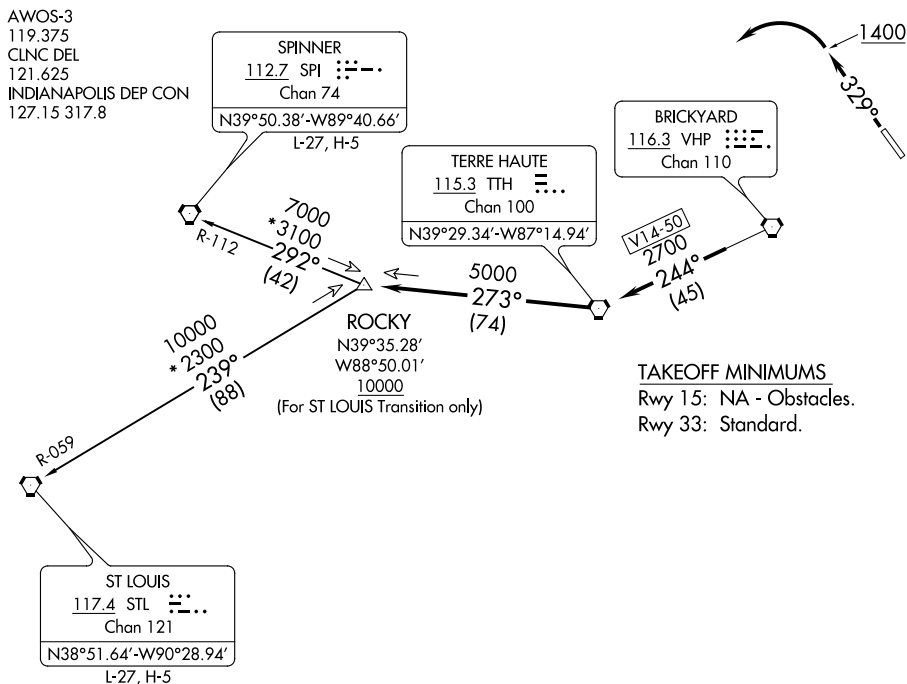 AWOS-3
119.375
CLNC DEL
121.625
INDIANAPOLIS DEP CON
127.15 317.8
SPINNER
112.7 SPI
Chan 74
N39°50.38'-W89°40.66'
L-27, H-5
TERRE HAUTE
115.3 TTH
Chan 100
N39°29.34'-W87°14.94'
BRICKYARD
116.3 VHP
Chan 110
1400
329°
R-112
7000
*3100
292°
(42)
5000
273°
(74)
V14-50
2700
244°
(45)
ROCKY
N39°35.28'
W88°50.01'
10000
(For ST LOUIS Transition only)
10000
*2300
239°
(88)
R-059
TAKEOFF MINIMUMS
Rwy 15: NA - Obstacles.
Rwy 33: Standard.
ST LOUIS
117.4 STL
Chan 121
N38°51.64'-W90°28.94'
L-27, H-5